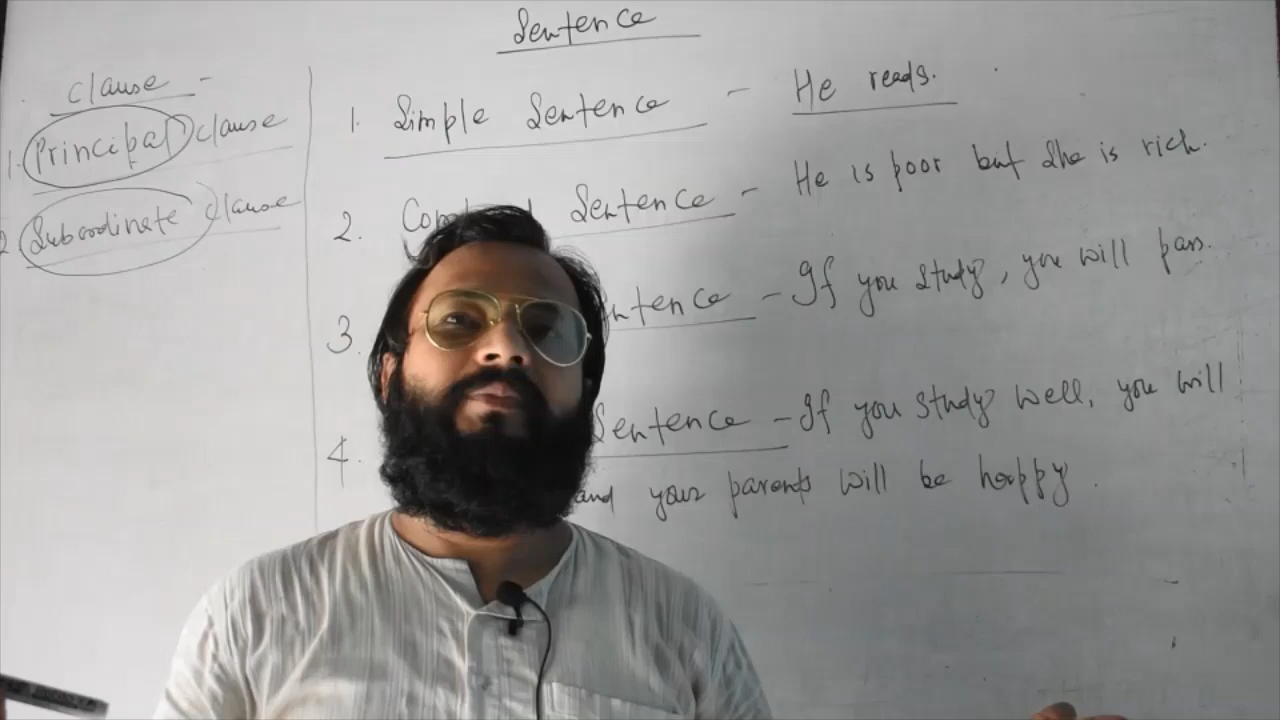 Sentence
clause -
1. Principal clause
2 Subordinate clause
1. Simple Sentence - He reads.
2. Sentence - He is poor but She is rich.
3. - If you study, you will pass.
4. Sentence - If you study well, you will
and your parents will be happy.